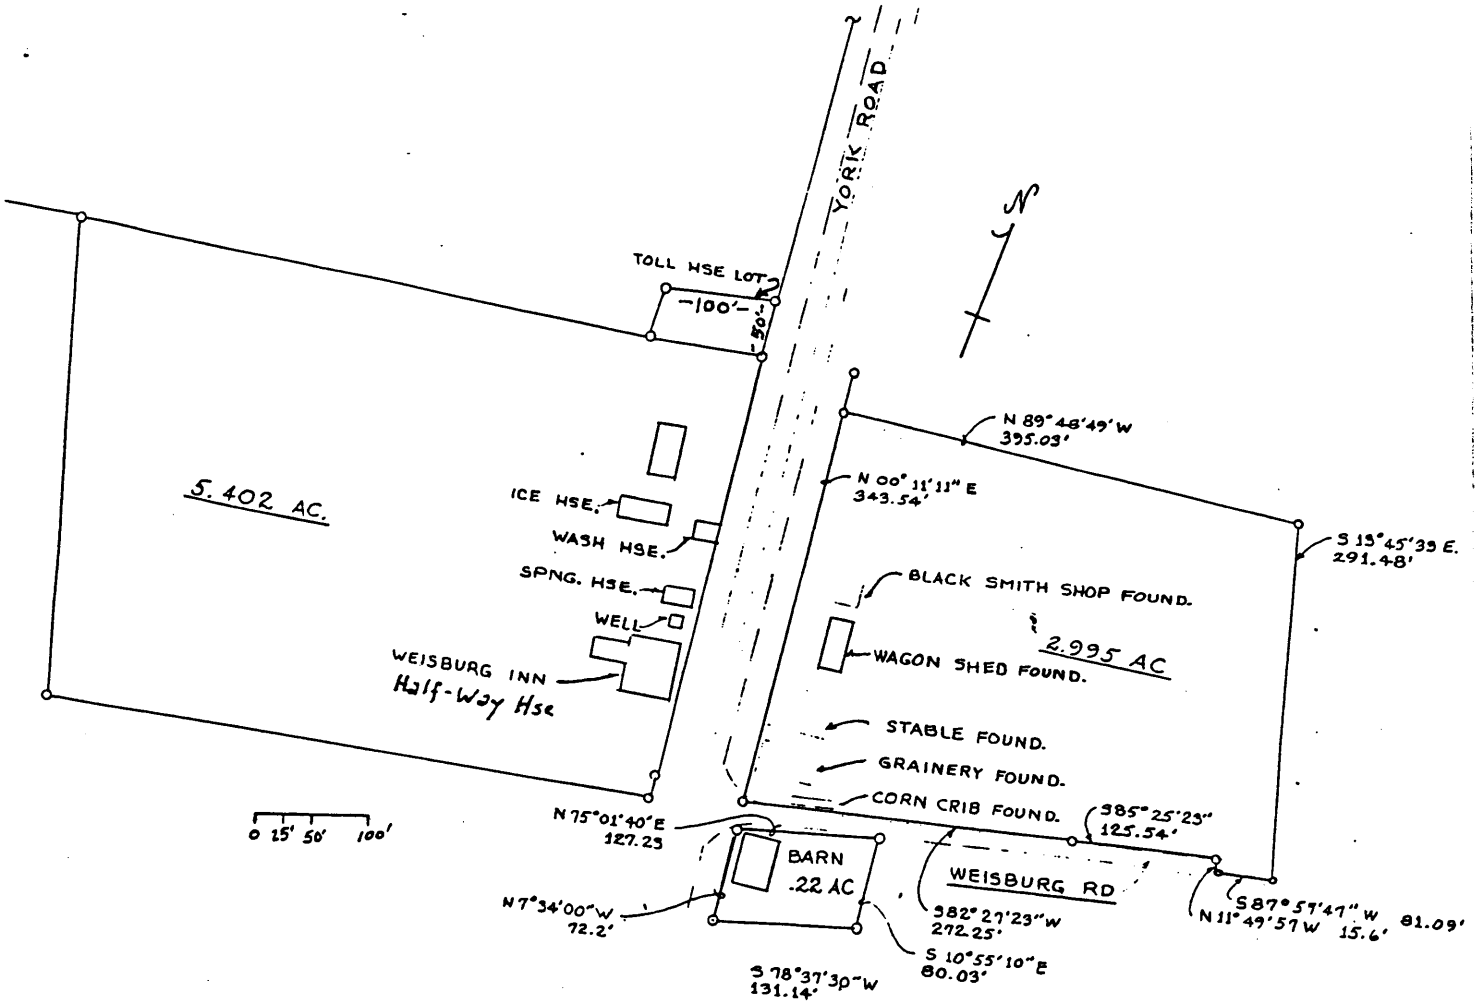 YORK ROAD
N
TOLL HSE LOT
-100'-
-50'-
N 89°48'49" W
395.03'
N 00°11'11" E
343.54'
5.402 AC.
ICE HSE.
WASH HSE.
S 13°45'39 E.
291.48'
SPNG. HSE.
BLACK SMITH SHOP FOUND.
WELL
2.995 AC
WEISBURG INN
Half-Way Hse
WAGON SHED FOUND.
STABLE FOUND.
GRAINERY FOUND.
CORN CRIB FOUND.
S85°25'23"
125.54'
0 25' 50' 100'
N 75°01'40" E
127.23
BARN
.22 AC
WEISBURG RD
N 7°34'00" W
72.2'
S82°27'23" W
272.25'
S87°57'47" W 81.09'
N 11°49'57 W 15.6'
S 10°55'10" E
80.03'
S 78°37'30" W
131.14'